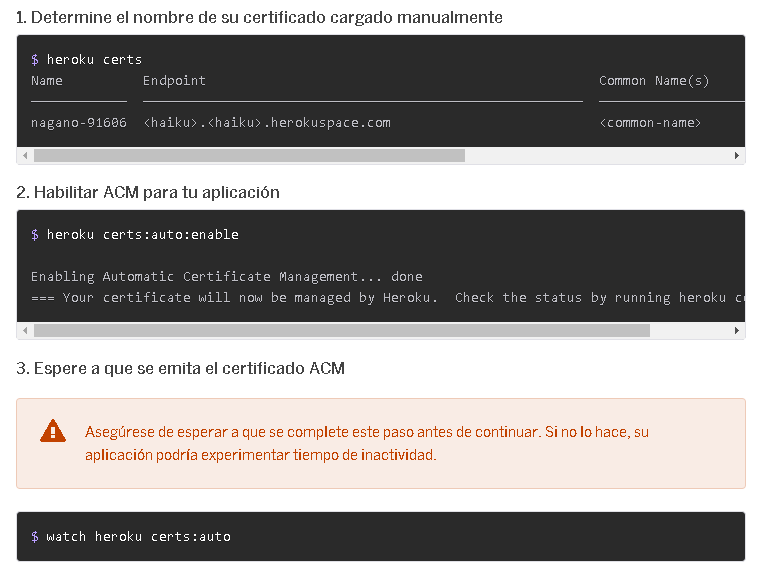 1. Determine el nombre de su certificado cargado manualmente
$ heroku certs
Name Endpoint Common Name(s)
nagano-91606 <haiku>.<haiku>.herokuspace.com <common-name>
2. Habilitar ACM para tu aplicación
$ heroku certs:auto:enable
Enabling Automatic Certificate Management... done
=== Your certificate will now be managed by Heroku. Check the status by running heroku c
3. Espere a que se emita el certificado ACM
Asegúrese de esperar a que se complete este paso antes de continuar. Si no lo hace, su
aplicación podría experimentar tiempo de inactividad.
$ watch heroku certs:auto